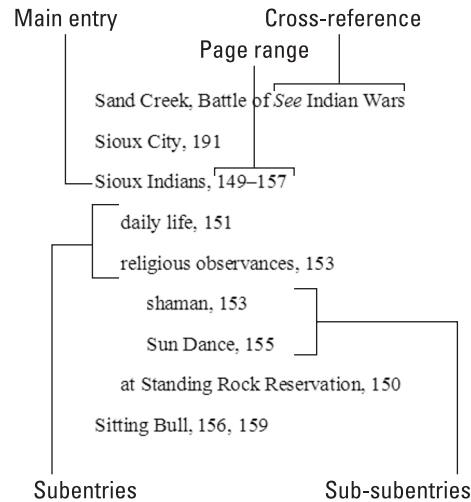 Main entry
Cross-reference
Page range
Sand Creek, Battle of See Indian Wars
Sioux City, 191
Sioux Indians, 149–157
daily life, 151
religious observances, 153
shaman, 153
Sun Dance, 155
at Standing Rock Reservation, 150
Sitting Bull, 156, 159
Subentries
Sub-subentries